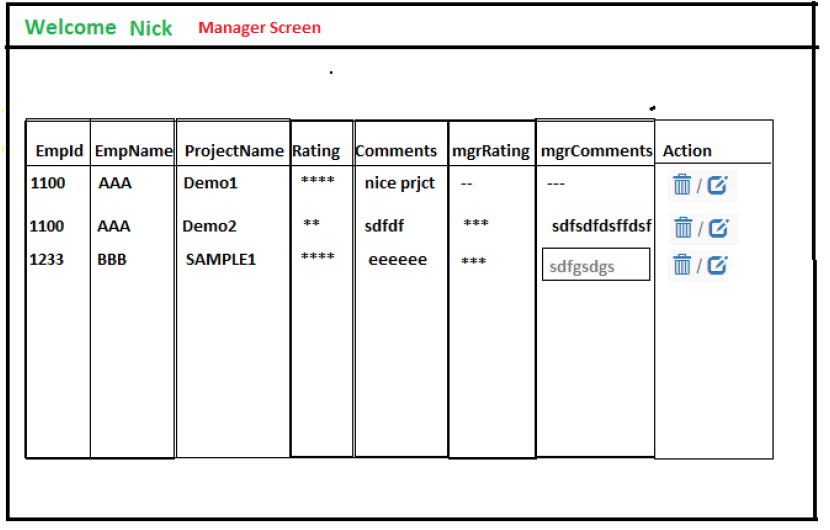 Welcome Nick Manager Screen
EmpId EmpName ProjectName Rating Comments mgrRating mgrComments Action
1100 AAA Demo1 **** nice prjct -- --- /
1100 AAA Demo2 ** sdfdf *** sdfsdfdsffdsf /
1233 BBB SAMPLE1 **** eeeeee *** sdfgsdgs /